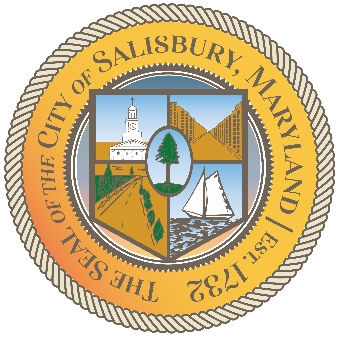 THE SEAL OF THE CITY OF SALISBURY, MARYLAND | EST. 1732